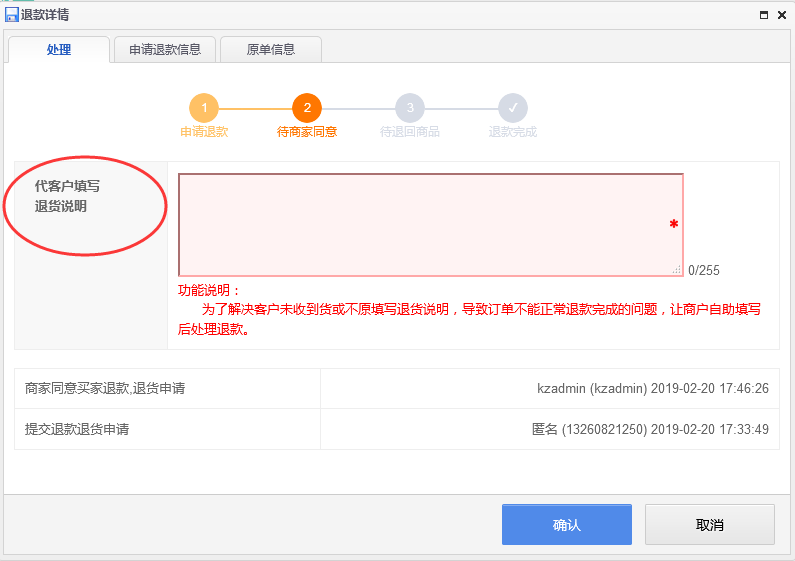 退款详情
处理
申请退款信息
原单信息
1
2
3
申请退款
待商家同意
待退回商品
退款完成
代客户填写
退货说明
*
0/255
功能说明：
为了解决客户未收到货或不原填写退货说明，导致订单不能正常退款完成的问题，让商户自助填写
后处理退款。
商家同意买家退款,退货申请
kzadmin (kzadmin) 2019-02-20 17:46:26
提交退款退货申请
匿名 (13260821250) 2019-02-20 17:33:49
确认
取消